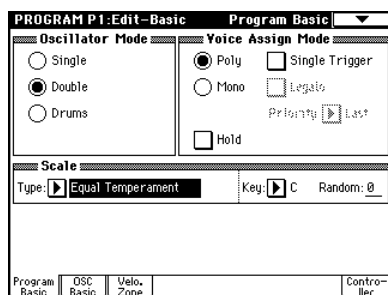 PROGRAM P1:Edit-Basic Program Basic
Oscillator Mode
Voice Assign Mode
Single
Poly
Single Trigger
Double
Mono
Legato
Drums
Priority Last
Hold
Scale
Type: Equal Temperament
Key: C
Random: 0
Program Basic
OSC Basic
Velo. Zone
Contro-ller